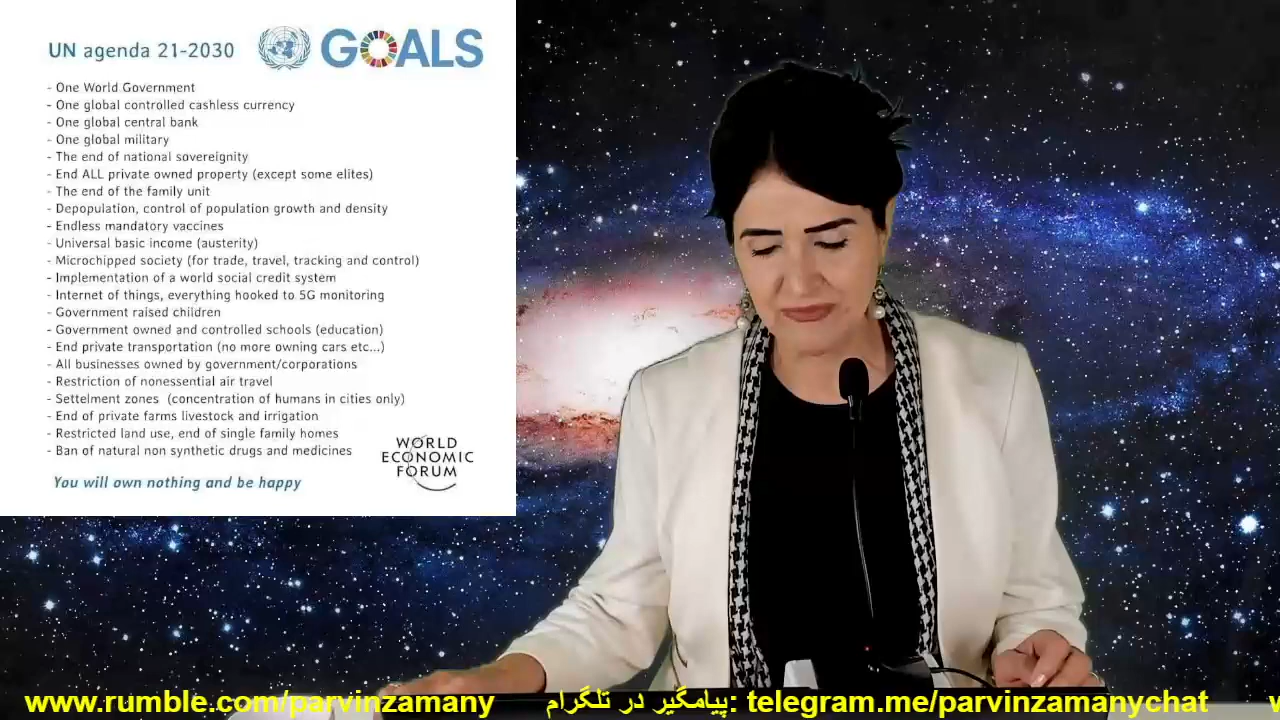 UN agenda 21-2030
GOALS
- One World Government
- One global controlled cashless currency
- One global central bank
- One global military
- The end of national sovereignity
- End ALL private owned property (except some elites)
- The end of the family unit
- Depopulation, control of population growth and density
- Endless mandatory vaccines
- Universal basic income (austerity)
- Microchipped society (for trade, travel, tracking and control)
- Implementation of a world social credit system
- Internet of things, everything hooked to 5G monitoring
- Government raised children
- Government owned and controlled schools (education)
- End private transportation (no more owning cars etc...)
- All businesses owned by government/corporations
- Restriction of nonessential air travel
- Settelment zones (concentration of humans in cities only)
- End of private farms livestock and irrigation
- Restricted land use, end of single family homes
- Ban of natural non synthetic drugs and medicines
WORLD
ECONOMIC
FORUM
You will own nothing and be happy
www.rumble.com/parvinzamany پیامگیر در تلگرام: telegram.me/parvinzamanychat